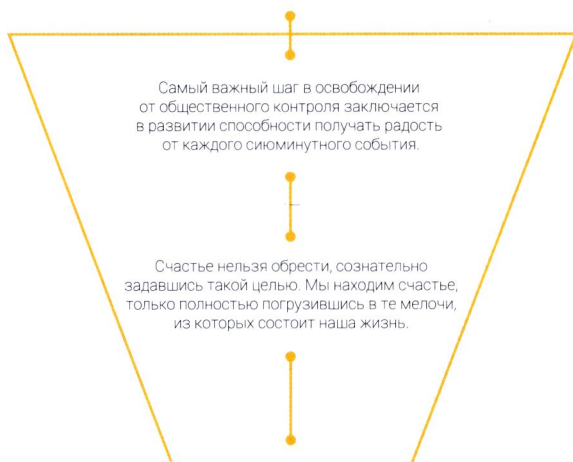 Самый важный шаг в освобождении
от общественного контроля заключается
в развитии способности получать радость
от каждого сиюминутного события.
Счастье нельзя обрести, сознательно
задавшись такой целью. Мы находим счастье,
только полностью погрузившись в те мелочи,
из которых состоит наша жизнь.